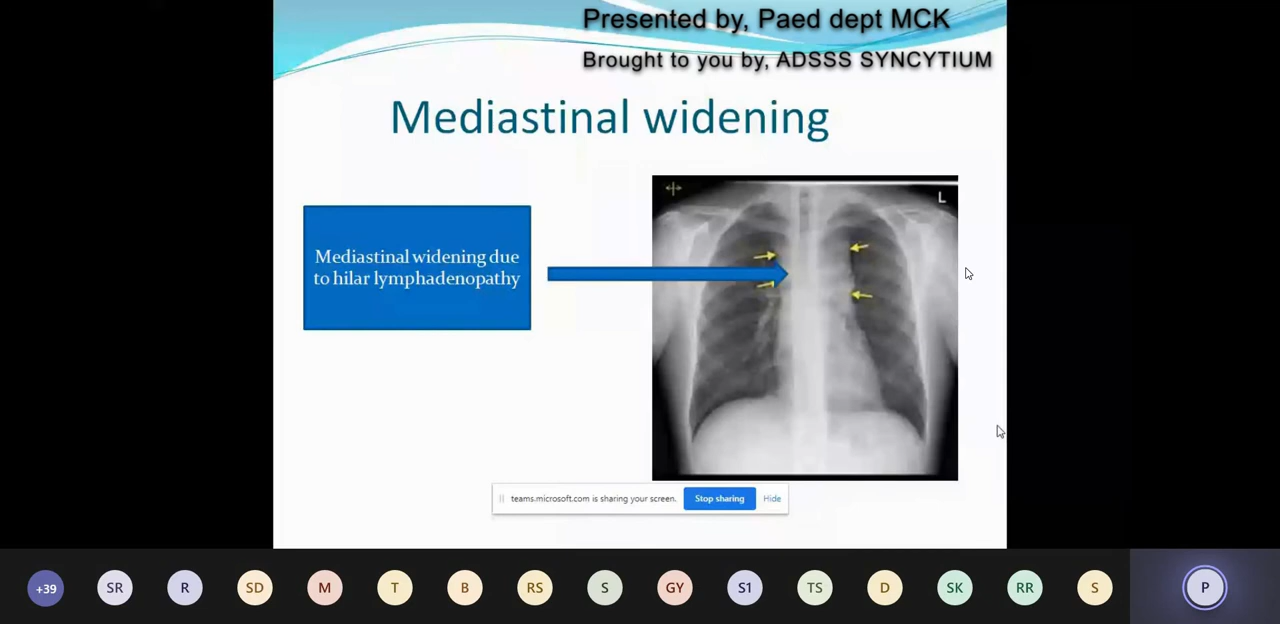 Presented by, Paed dept MCK
Brought to you by, ADSSS SYNCYTIUM
Mediastinal widening
Mediastinal widening due
to hilar lymphadenopathy
L
teams.microsoft.com is sharing your screen.
Stop sharing
Hide
+39
SR
R
SD
M
T
B
RS
S
GY
S1
TS
D
SK
RR
S
P